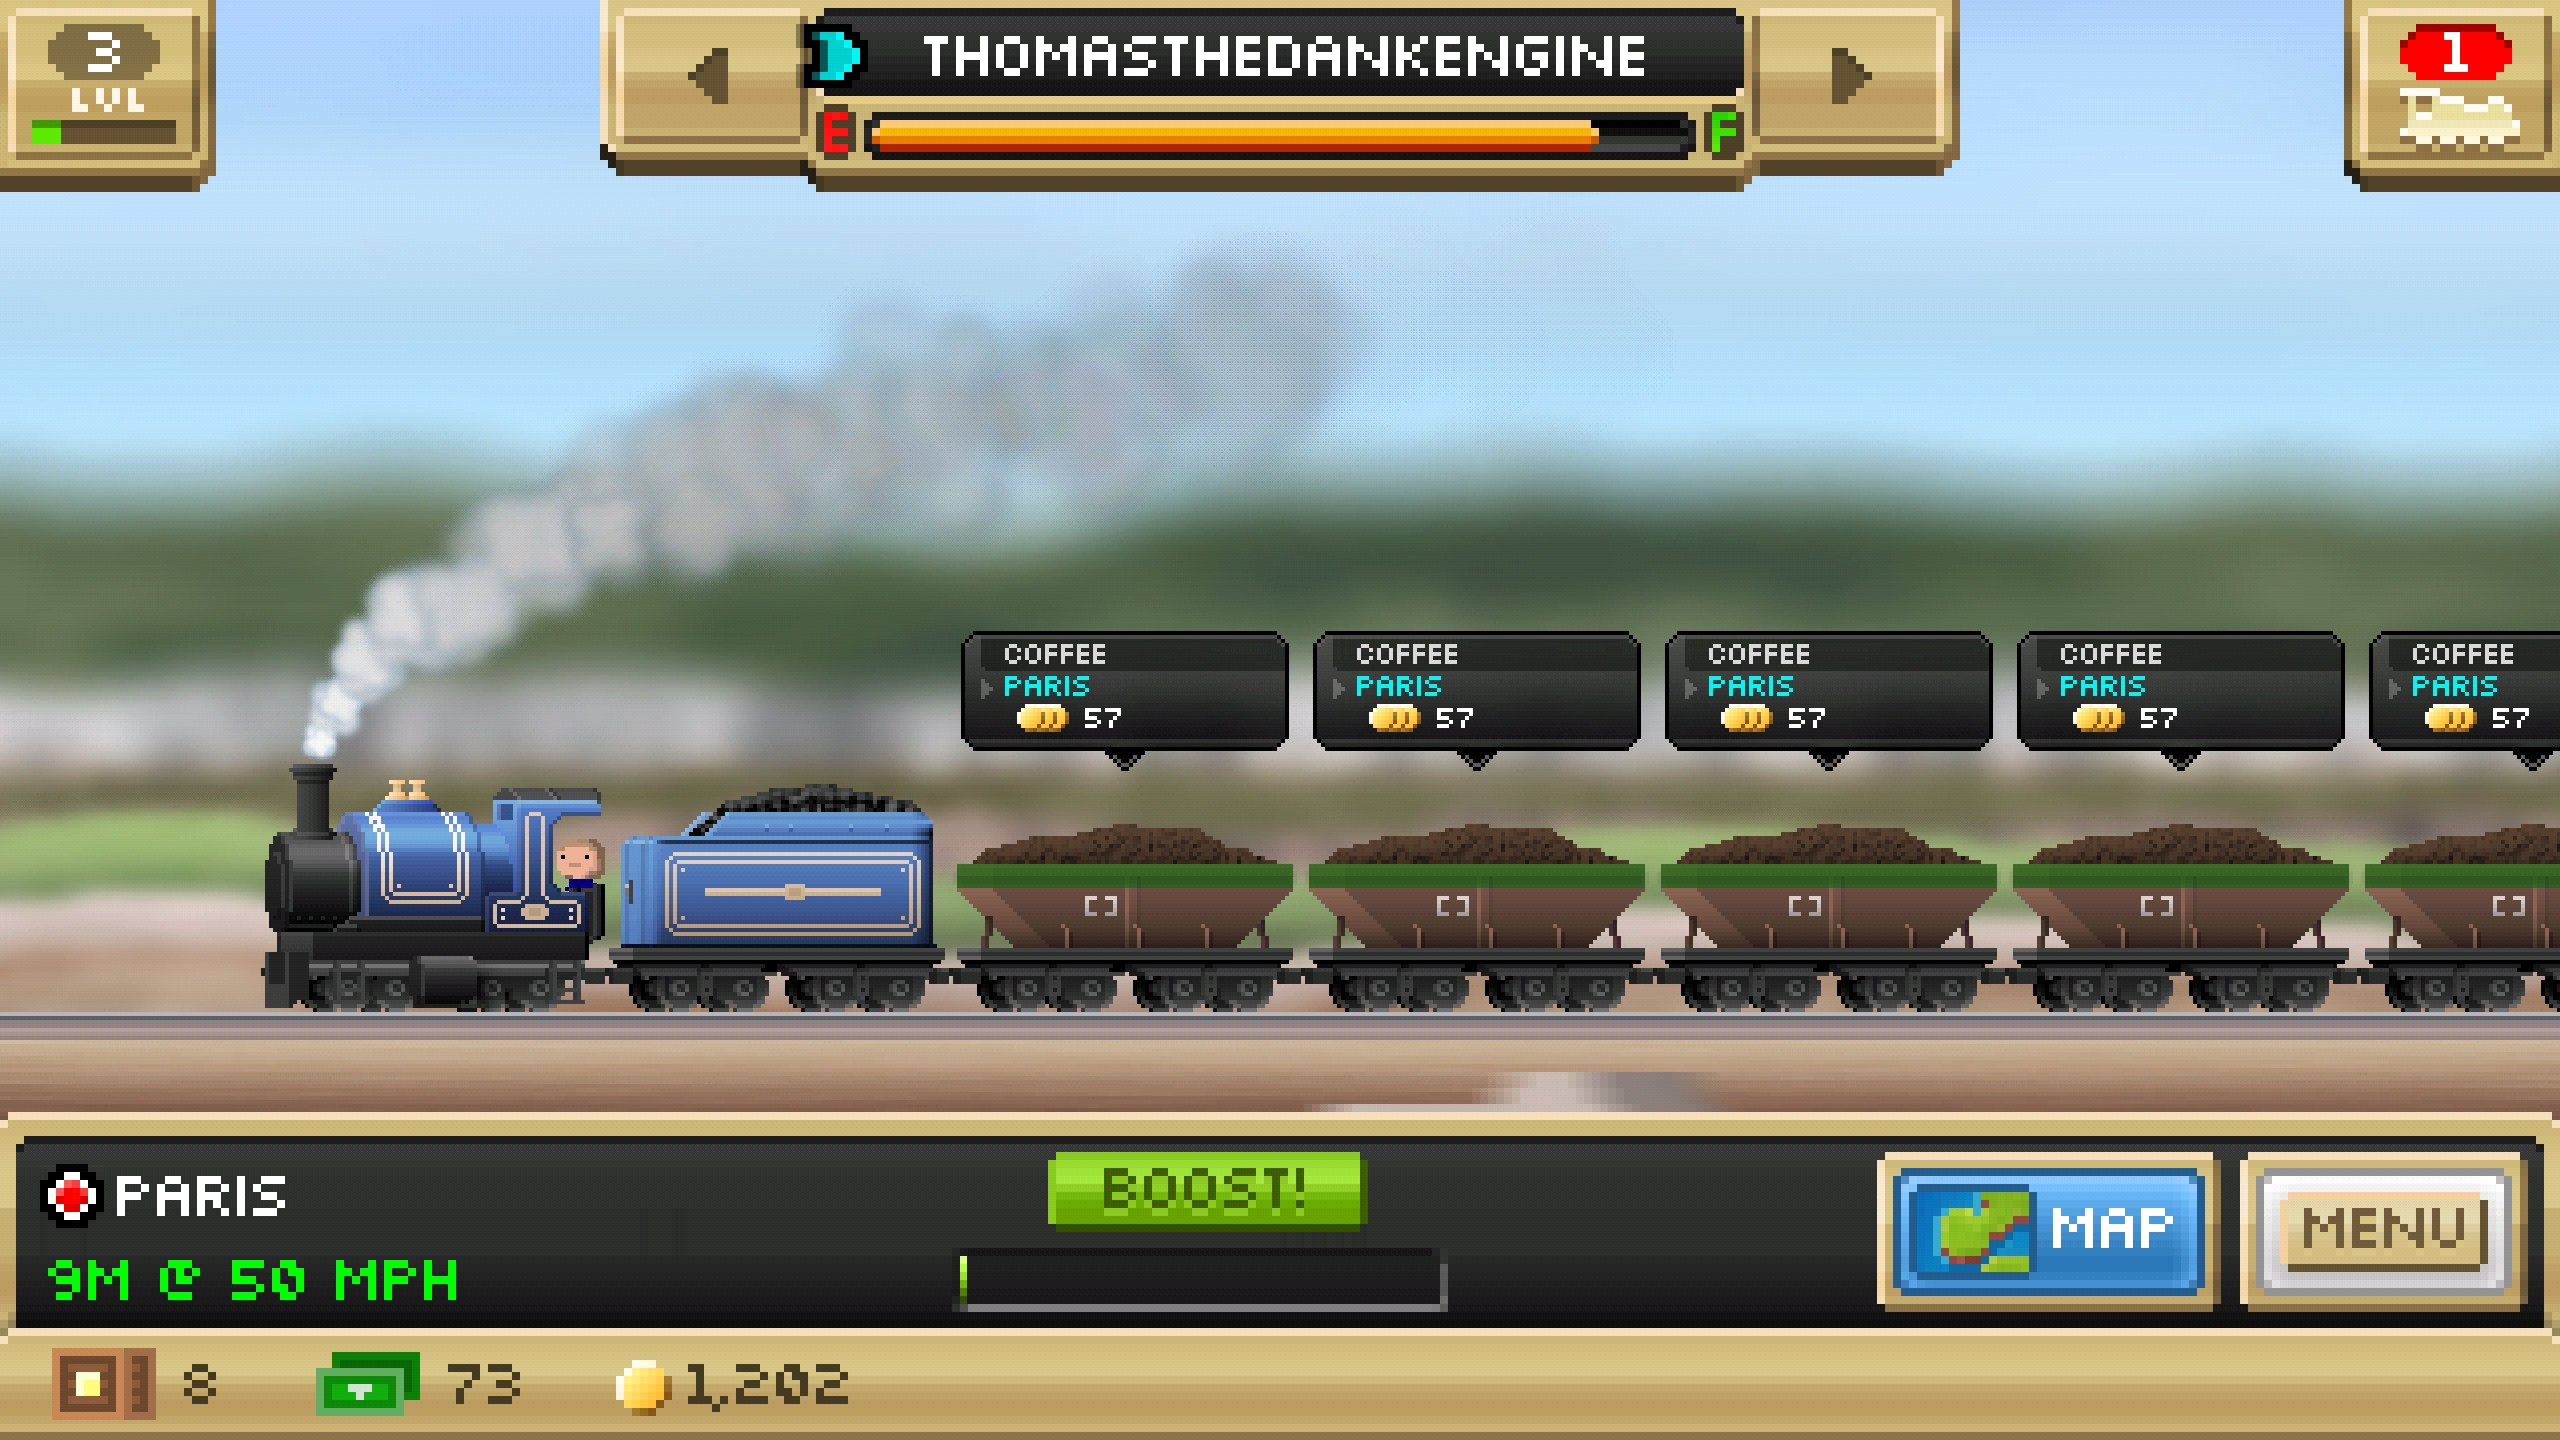 3
LVL
THOMASTHEDANKENGINE
E F
1
COFFEE
PARIS
57
COFFEE
PARIS
57
COFFEE
PARIS
57
COFFEE
PARIS
57
COFFEE
PARIS
57
PARIS
9M @ 50 MPH
BOOST!
MAP
MENU
8
73
1,202